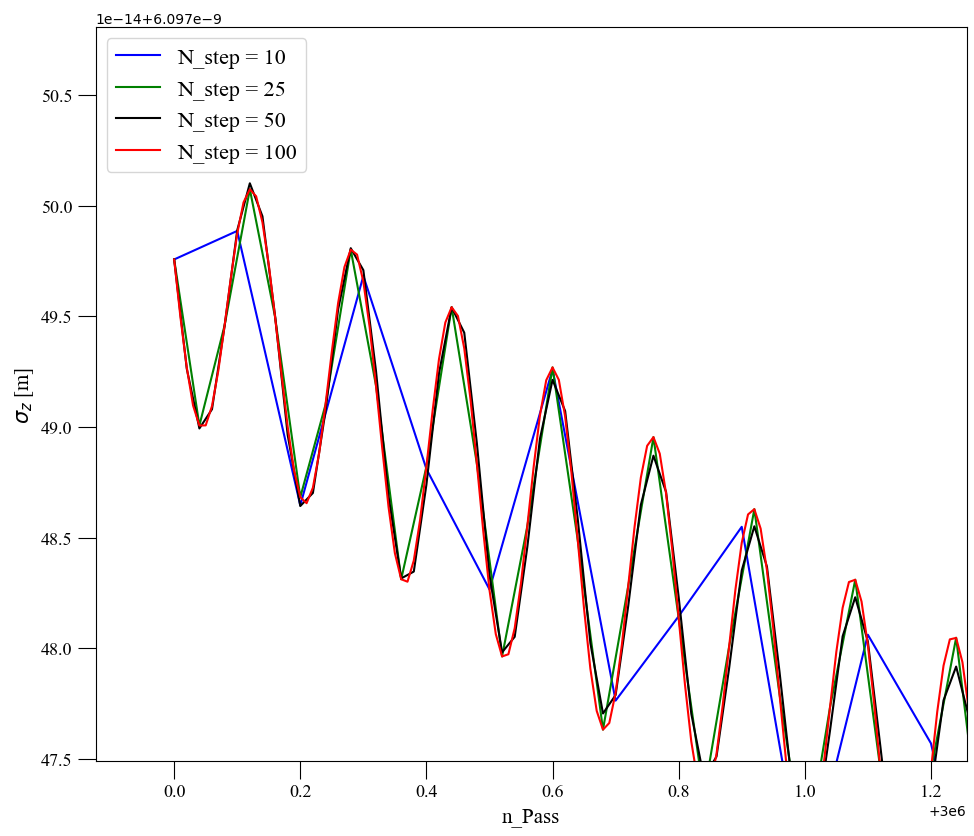 1e−14+6.097e−9
N_step = 10
N_step = 25
N_step = 50
N_step = 100
50.5
50.0
49.5
49.0
48.5
48.0
47.5
σz [m]
0.0 0.2 0.4 0.6 0.8 1.0 1.2
+3e6
n_Pass